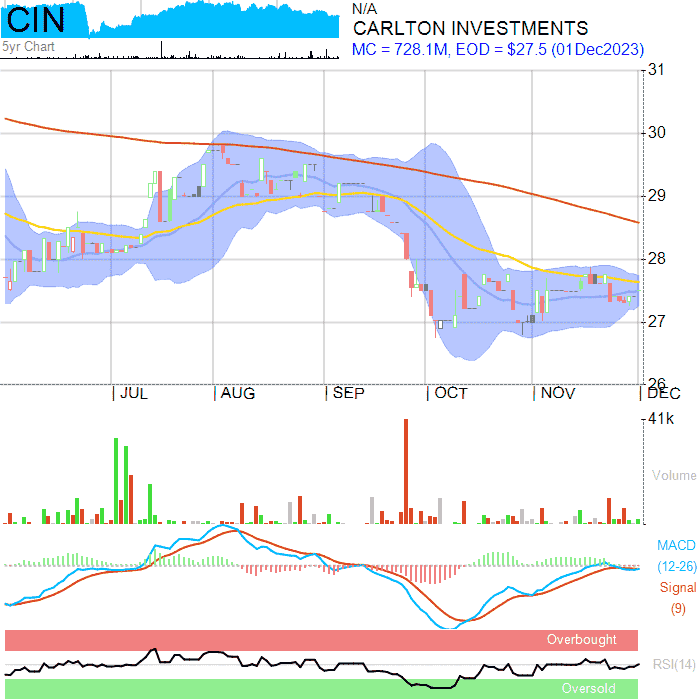 CIN
N/A
CARLTON INVESTMENTS
5yr Chart
MC = 728.1M, EOD = $27.5 (01Dec2023)
31
30
29
28
27
26
JUL AUG SEP OCT NOV DEC
41k
Volume
MACD
(12-26)
Signal
(9)
Overbought
RSI(14)
Oversold